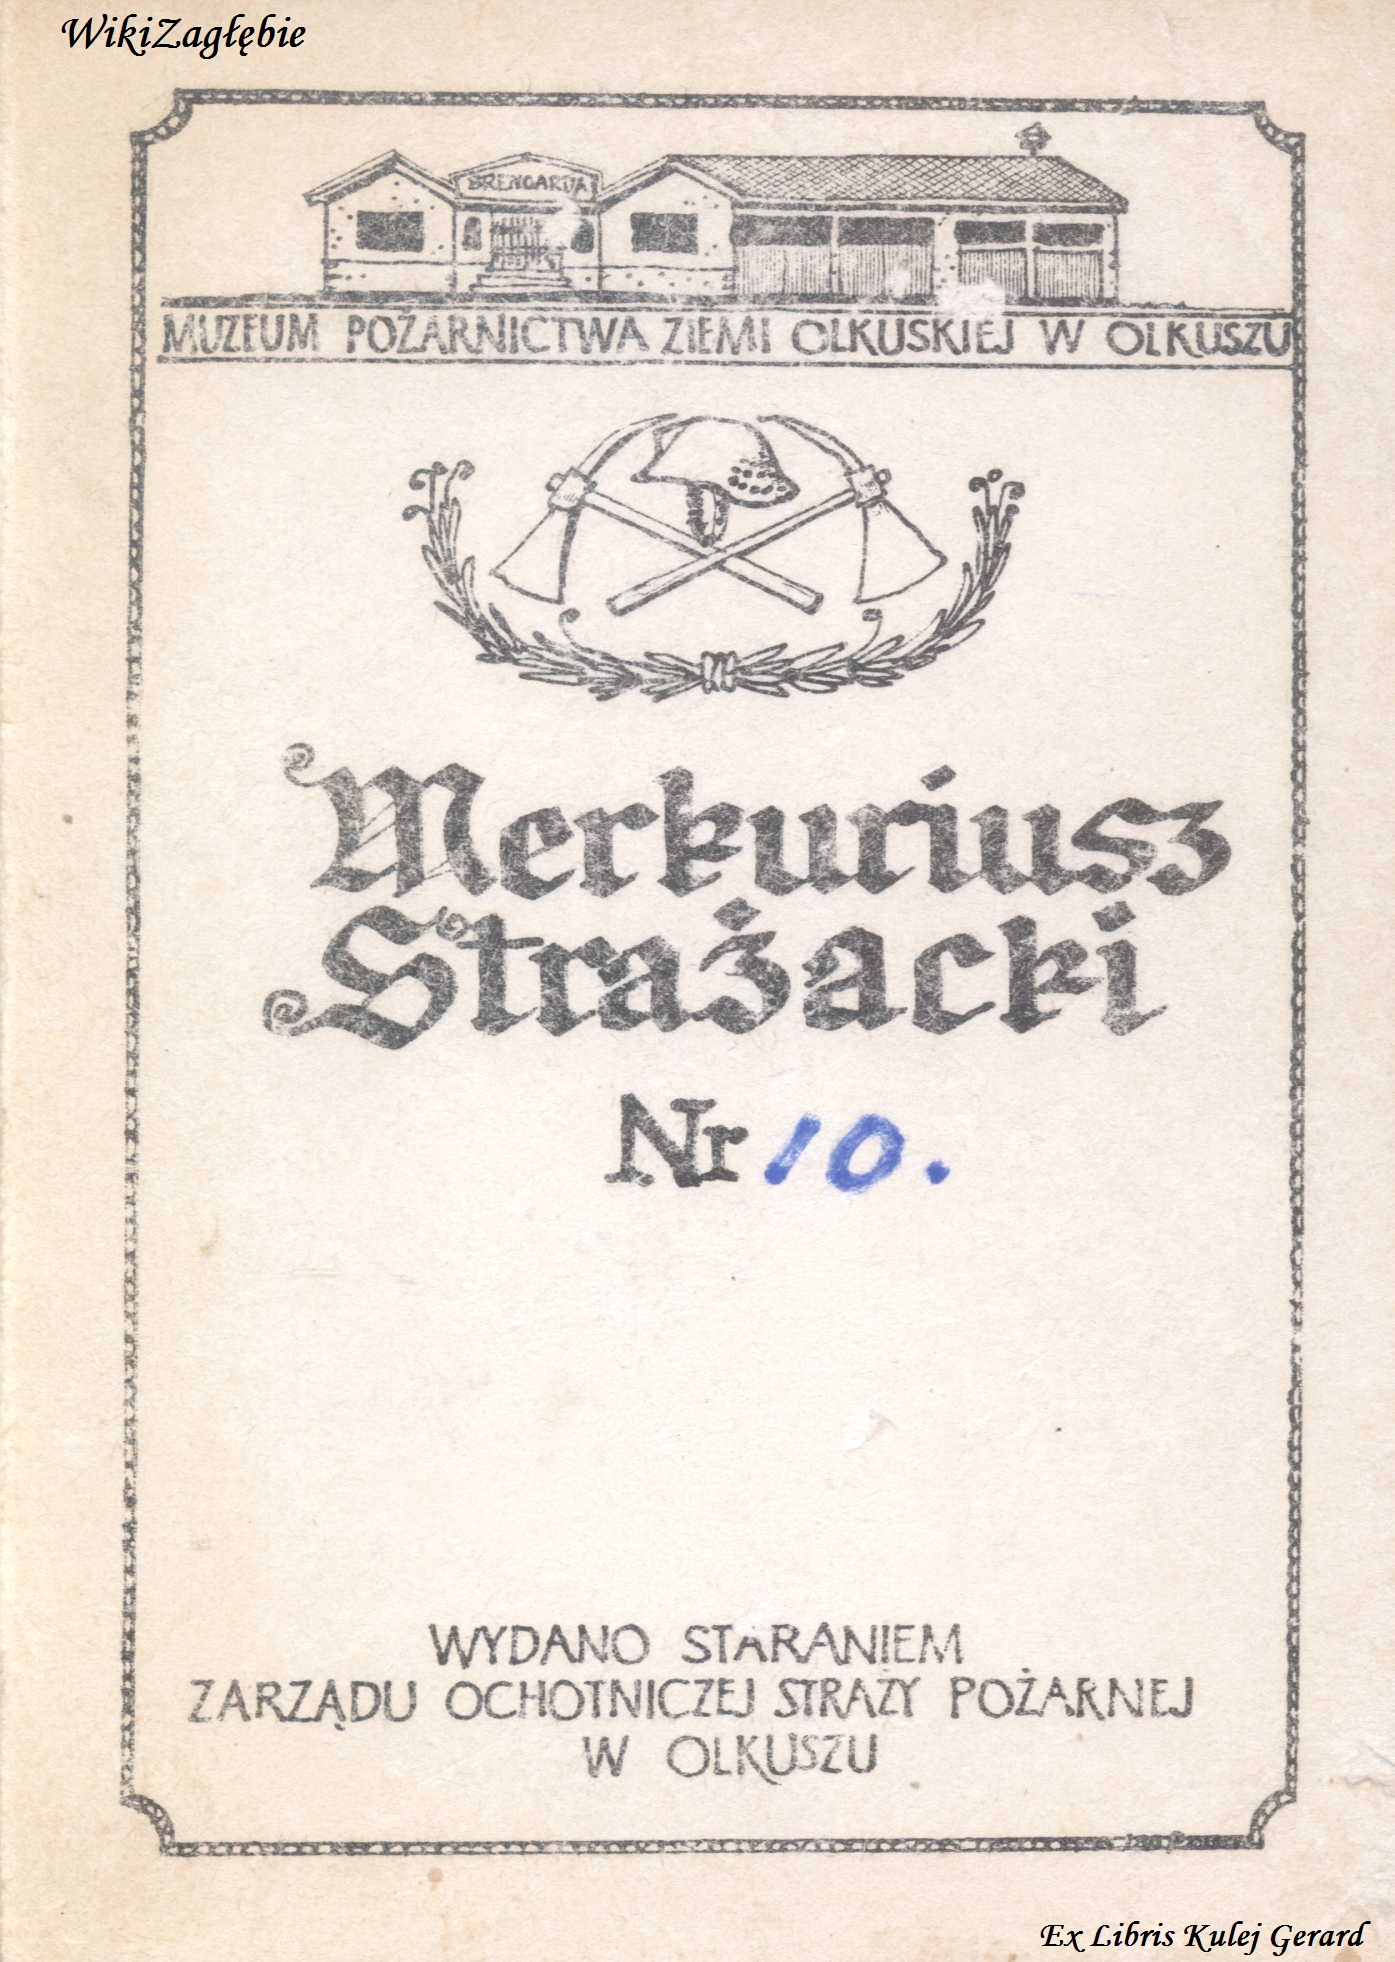 WikiZagłębie
BRENGARDA
MUZEUM POŻARNICTWA ZIEMI OLKUSKIEJ W OLKUSZU
Merkuriusz
Strażacki
Nr 10.
WYDANO STARANIEM
ZARZĄDU OCHOTNICZEJ STRAŻY POŻARNEJ
W OLKUSZU
Ex Libris Kulej Gerard